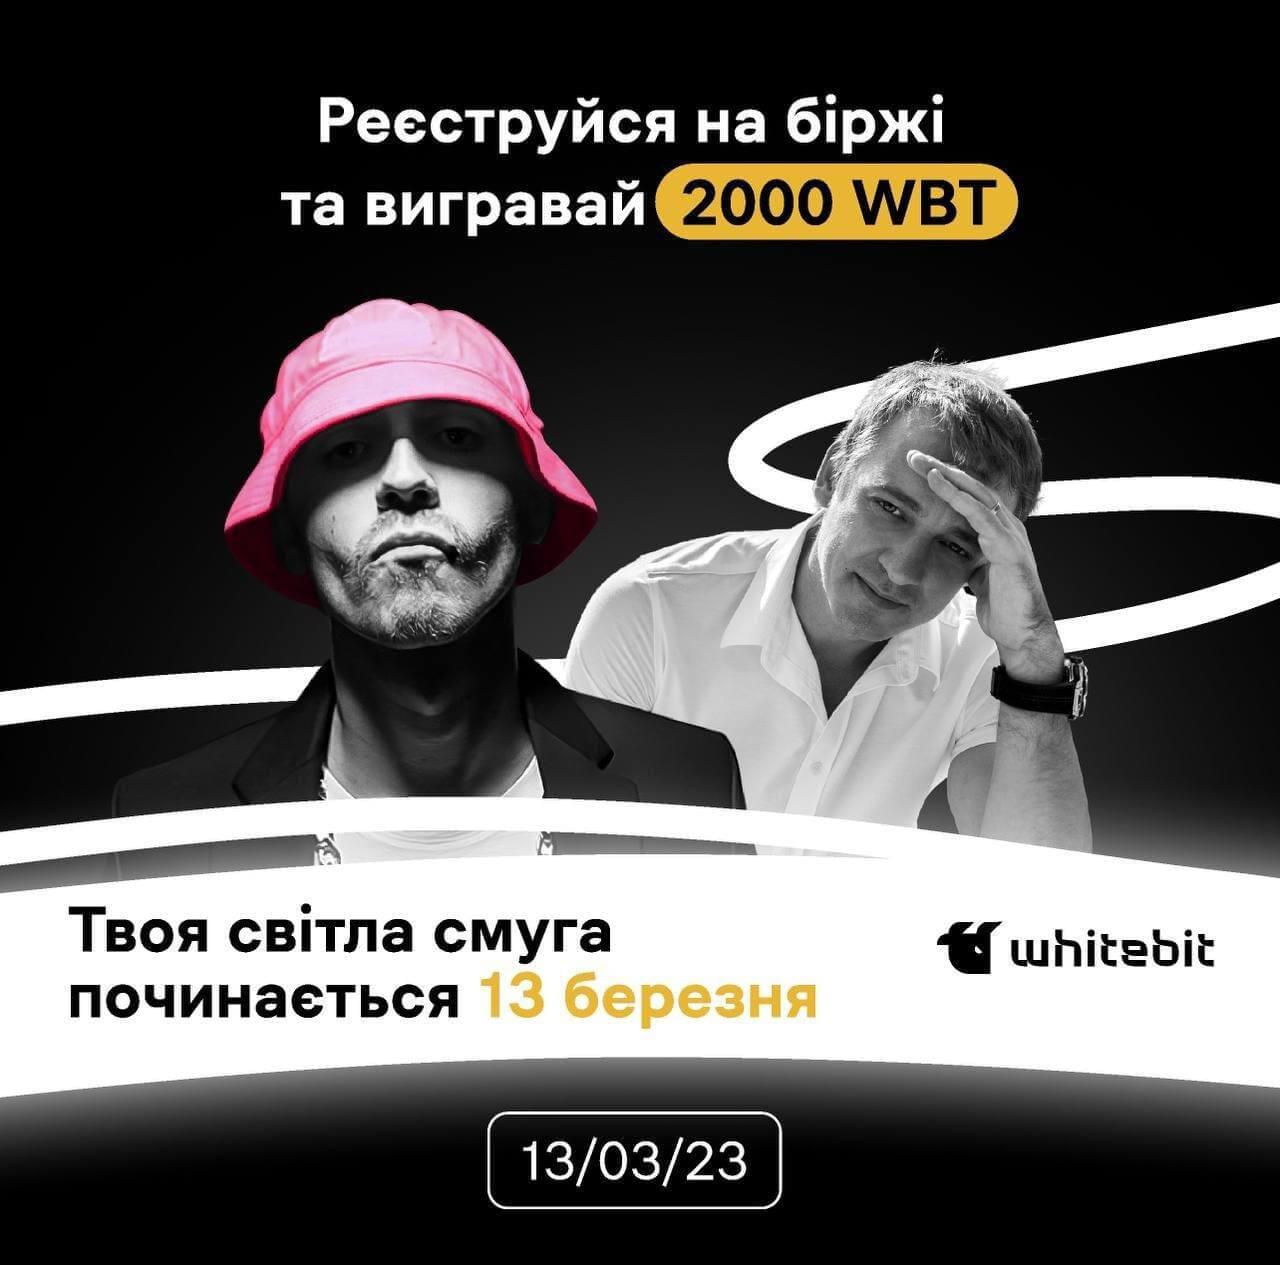 Реєструйся на біржі
та вигравай 2000 WBT
Твоя світла смуга
починається 13 березня
whitebit
13/03/23